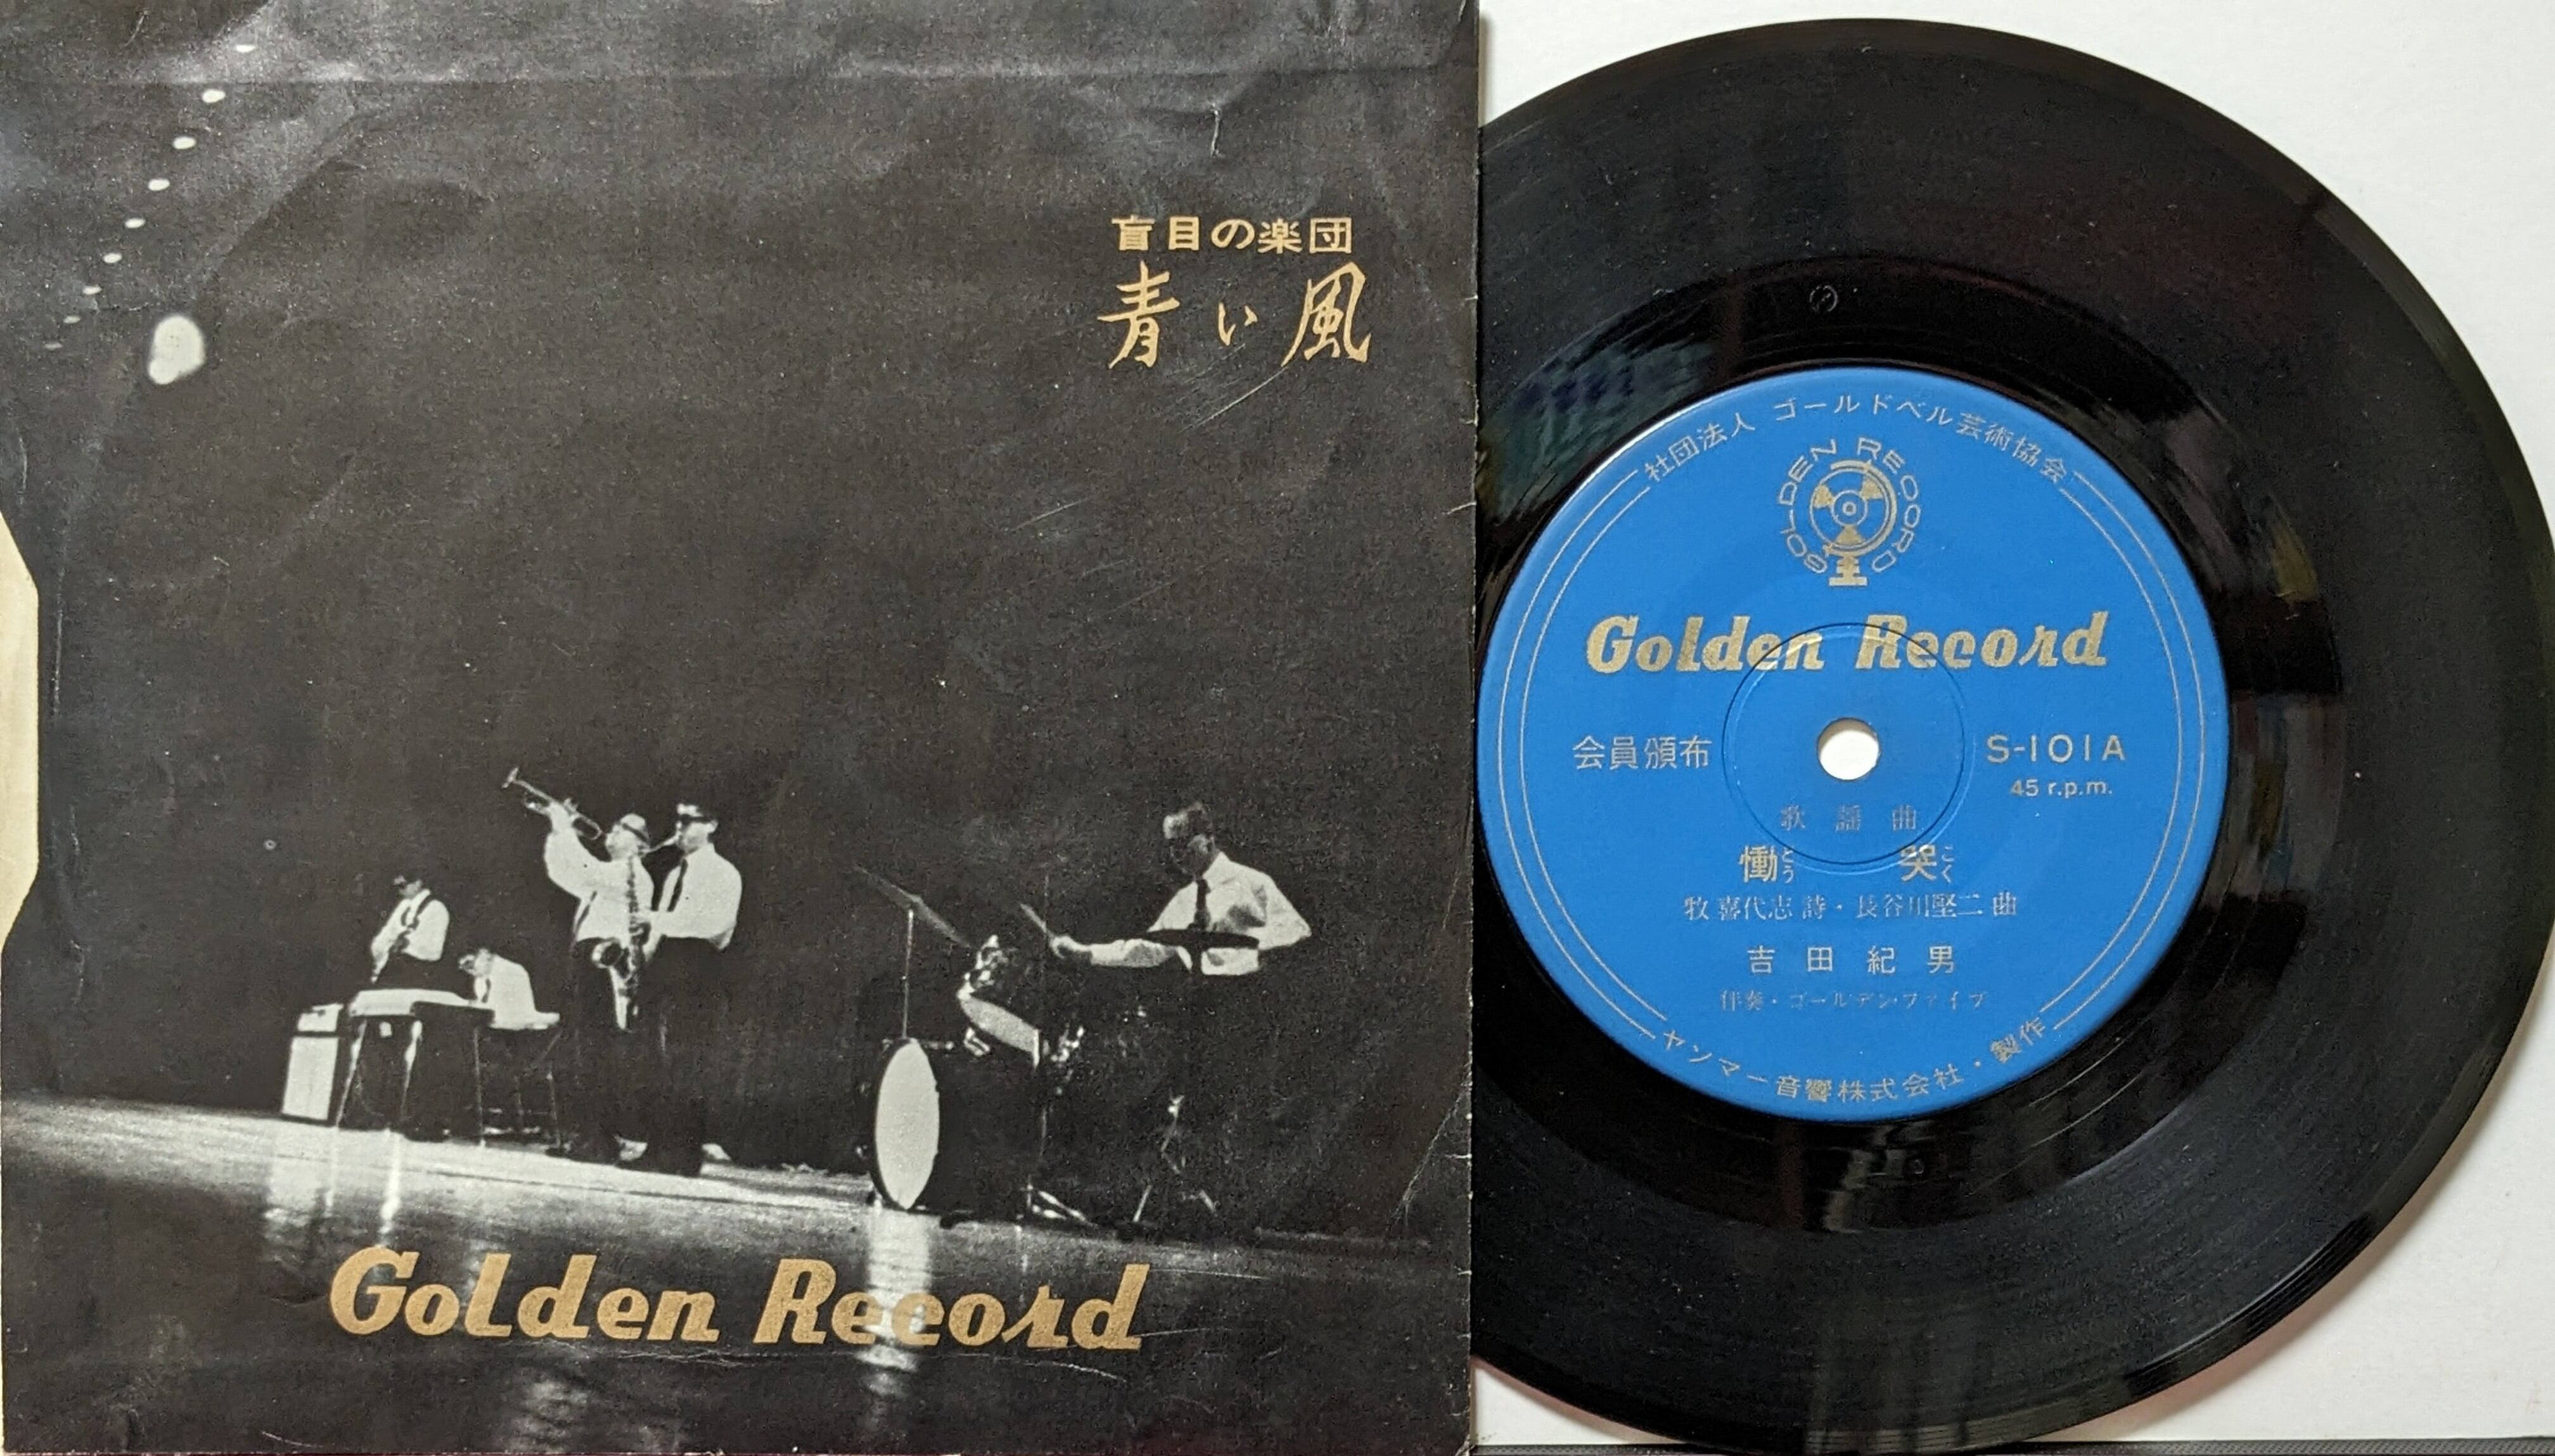 盲目の楽団
青い風
Golden Record
社団法人 ゴールドベル芸術協会
GOLDEN RECORD
Golden Record
会員頒布
S-101A
45 r.p.m.
歌謡曲
慟とう哭こく
牧喜代志 詩・長谷川堅二 曲
吉田紀男
伴奏・ゴールデンファイブ
ヤンマー音響株式会社・製作